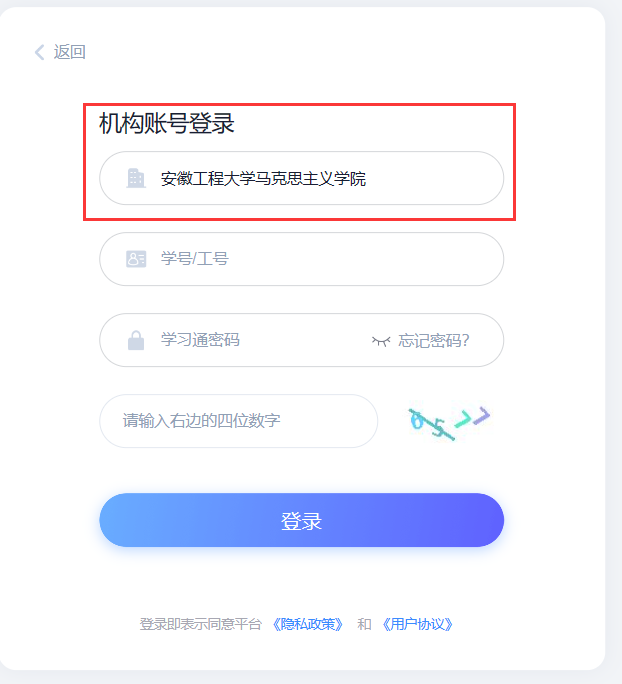 返回
机构账号登录
安徽工程大学马克思主义学院
学号/工号
学习通密码 忘记密码?
请输入右边的四位数字 6577
登录
登录即表示同意平台《隐私政策》 和 《用户协议》